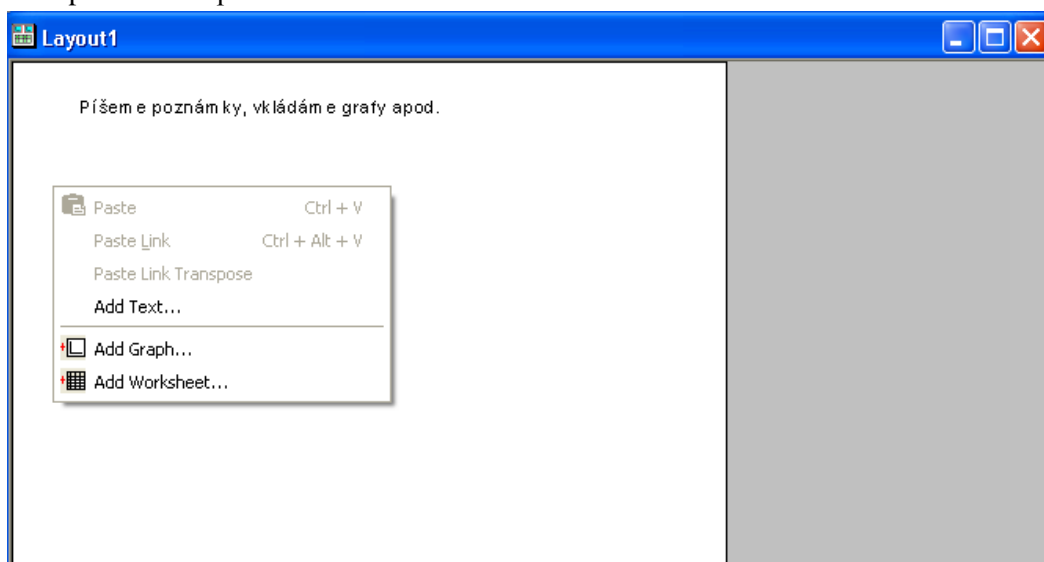 Layout1
Píšeme poznámky, vkládáme grafy apod.
Paste Ctrl + V
Paste Link Ctrl + Alt + V
Paste Link Transpose
Add Text...
Add Graph...
Add Worksheet...